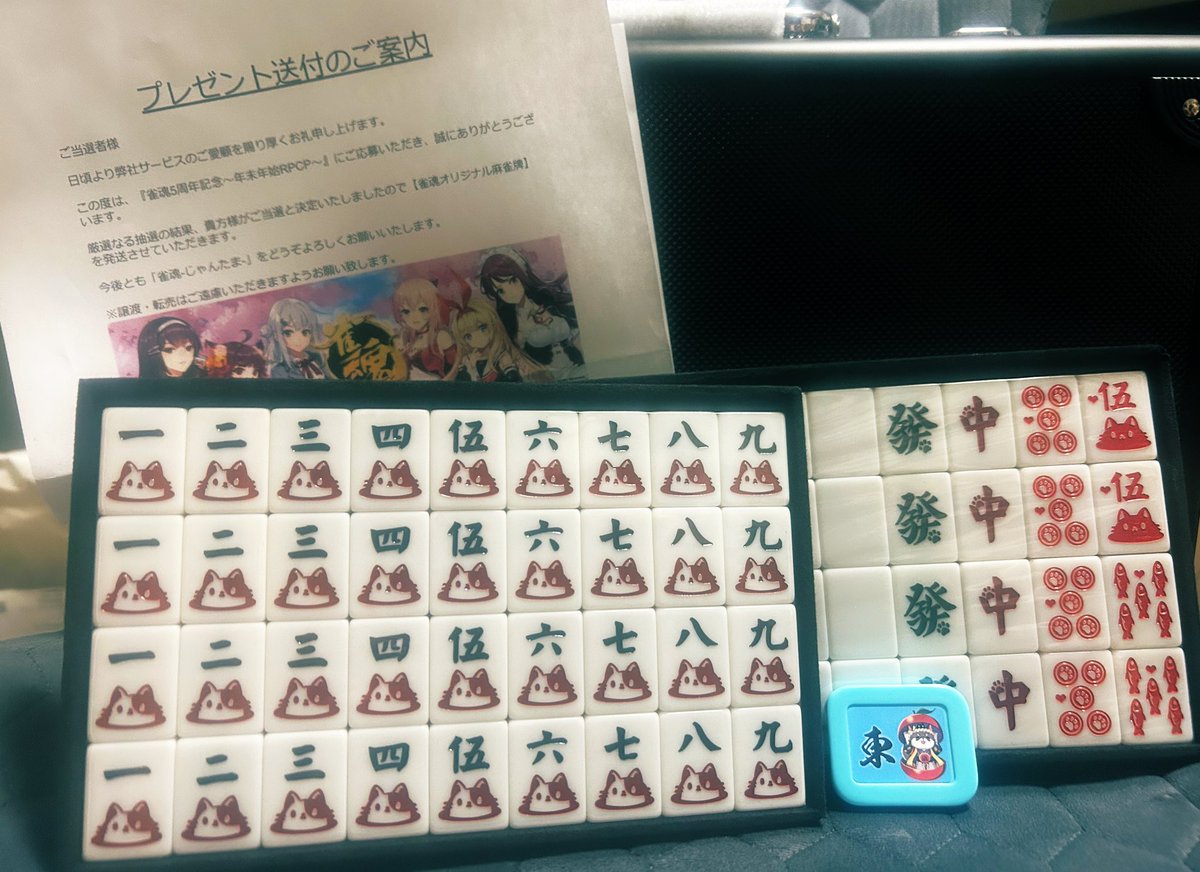 プレゼント送付のご案内
ご当選者様
日頃より弊社サービスのご愛顧を賜り厚くお礼申し上げます。
この度は、『雀魂5周年記念～年末年始RPCP～』にご応募いただき、誠にありがとうござ
います。
厳選なる抽選の結果、貴方様がご当選と決定いたしましたので【雀魂オリジナル麻雀牌】
を発送させていただきます。
今後とも「雀魂-じゃんたま-」をどうぞよろしくお願いいたします。
※譲渡・転売はご遠慮いただきますようお願い致します。
雀魂
一 二 三 四 伍 六 七 八 九
一 二 三 四 伍 六 七 八 九
一 二 三 四 伍 六 七 八 九
一 二 三 四 伍 六 七 八 九
發 中 伍
發 中 伍
發 中
發 中
東